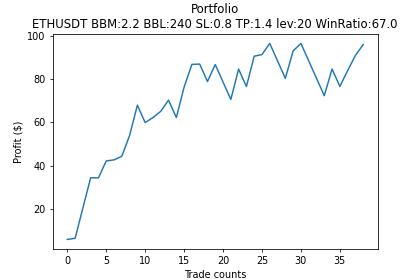 Portfolio
ETHUSDT BBM:2.2 BBL:240 SL:0.8 TP:1.4 lev:20 WinRatio:67.0
100
80
60
40
20
Profit ($)
0 5 10 15 20 25 30 35
Trade counts